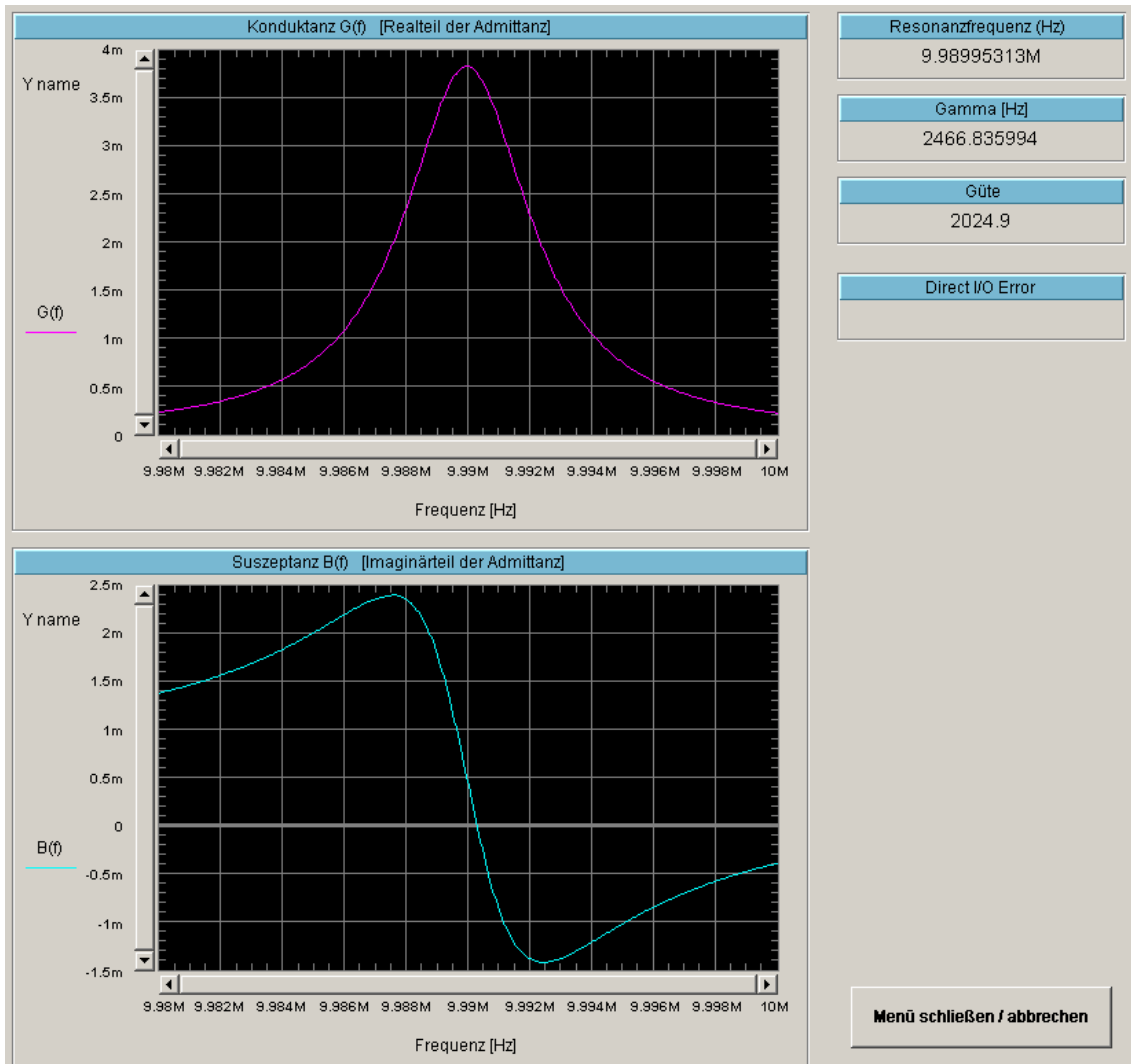 Konduktanz G(f) [Realteil der Admittanz]
Y name
4m
3.5m
3m
2.5m
2m
1.5m
1m
0.5m
0
G(f)
9.98M 9.982M 9.984M 9.986M 9.988M 9.99M 9.992M 9.994M 9.996M 9.998M 10M
Frequenz [Hz]
Suszeptanz B(f) [Imaginärteil der Admittanz]
Y name
2.5m
2m
1.5m
1m
0.5m
0
-0.5m
-1m
-1.5m
B(f)
9.98M 9.982M 9.984M 9.986M 9.988M 9.99M 9.992M 9.994M 9.996M 9.998M 10M
Frequenz [Hz]
Resonanzfrequenz (Hz)
9.98995313M
Gamma [Hz]
2466.835994
Güte
2024.9
Direct I/O Error
Menü schließen / abbrechen